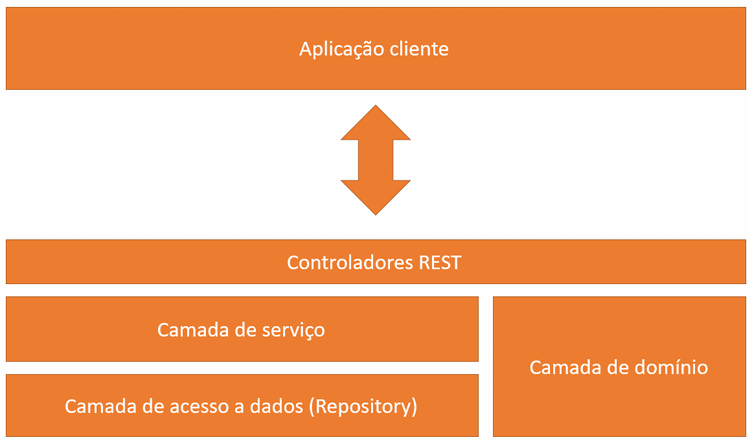 Aplicação cliente
Controladores REST
Camada de serviço
Camada de domínio
Camada de acesso a dados (Repository)